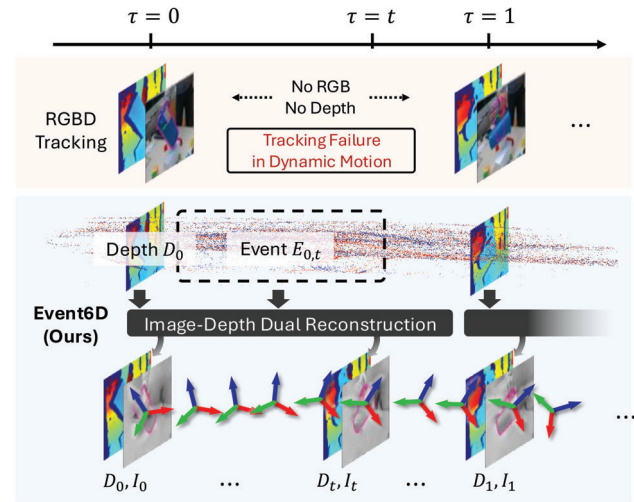 τ = 0
τ = t
τ = 1
RGBD
Tracking
No RGB
No Depth
Tracking Failure
in Dynamic Motion
...
Depth D₀
Event E₀,ₜ
Event6D
(Ours)
Image-Depth Dual Reconstruction
D₀, I₀
...
Dₜ, Iₜ
...
D₁, I₁
...